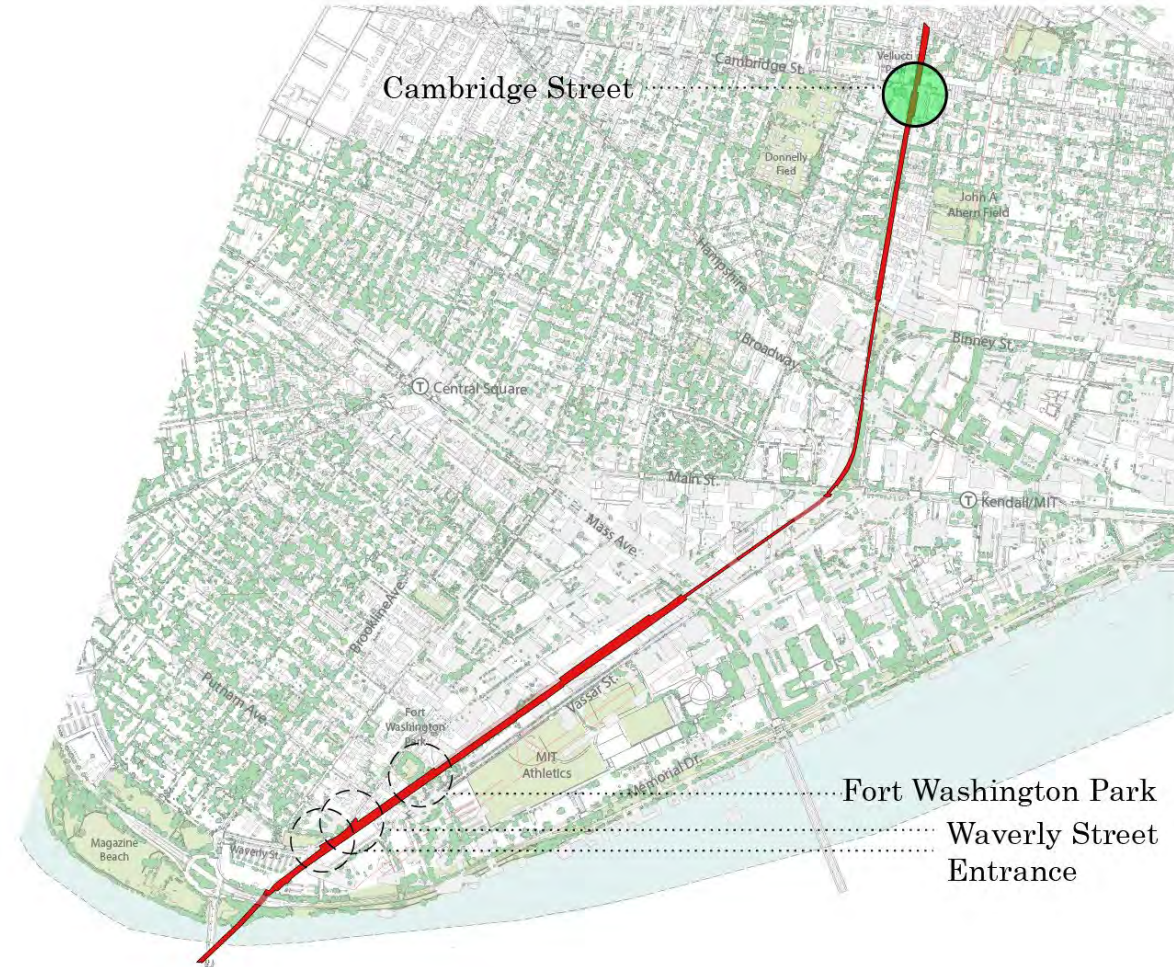 Cambridge St.
Vellucci
Cambridge Street
Donnelly
Fied
John A
Ahern Field
Hampshire
Broadway
Binney St.
T Central Square
Main St.
T Kendall/MIT
Mass Ave.
Brookline Ave.
Putnam Ave.
Vassar St.
Fort
Washington
Park
MIT
Athletics
Memorial Dr.
Fort Washington Park
Waverly Street
Entrance
Waverly St.
Magazine
Beach